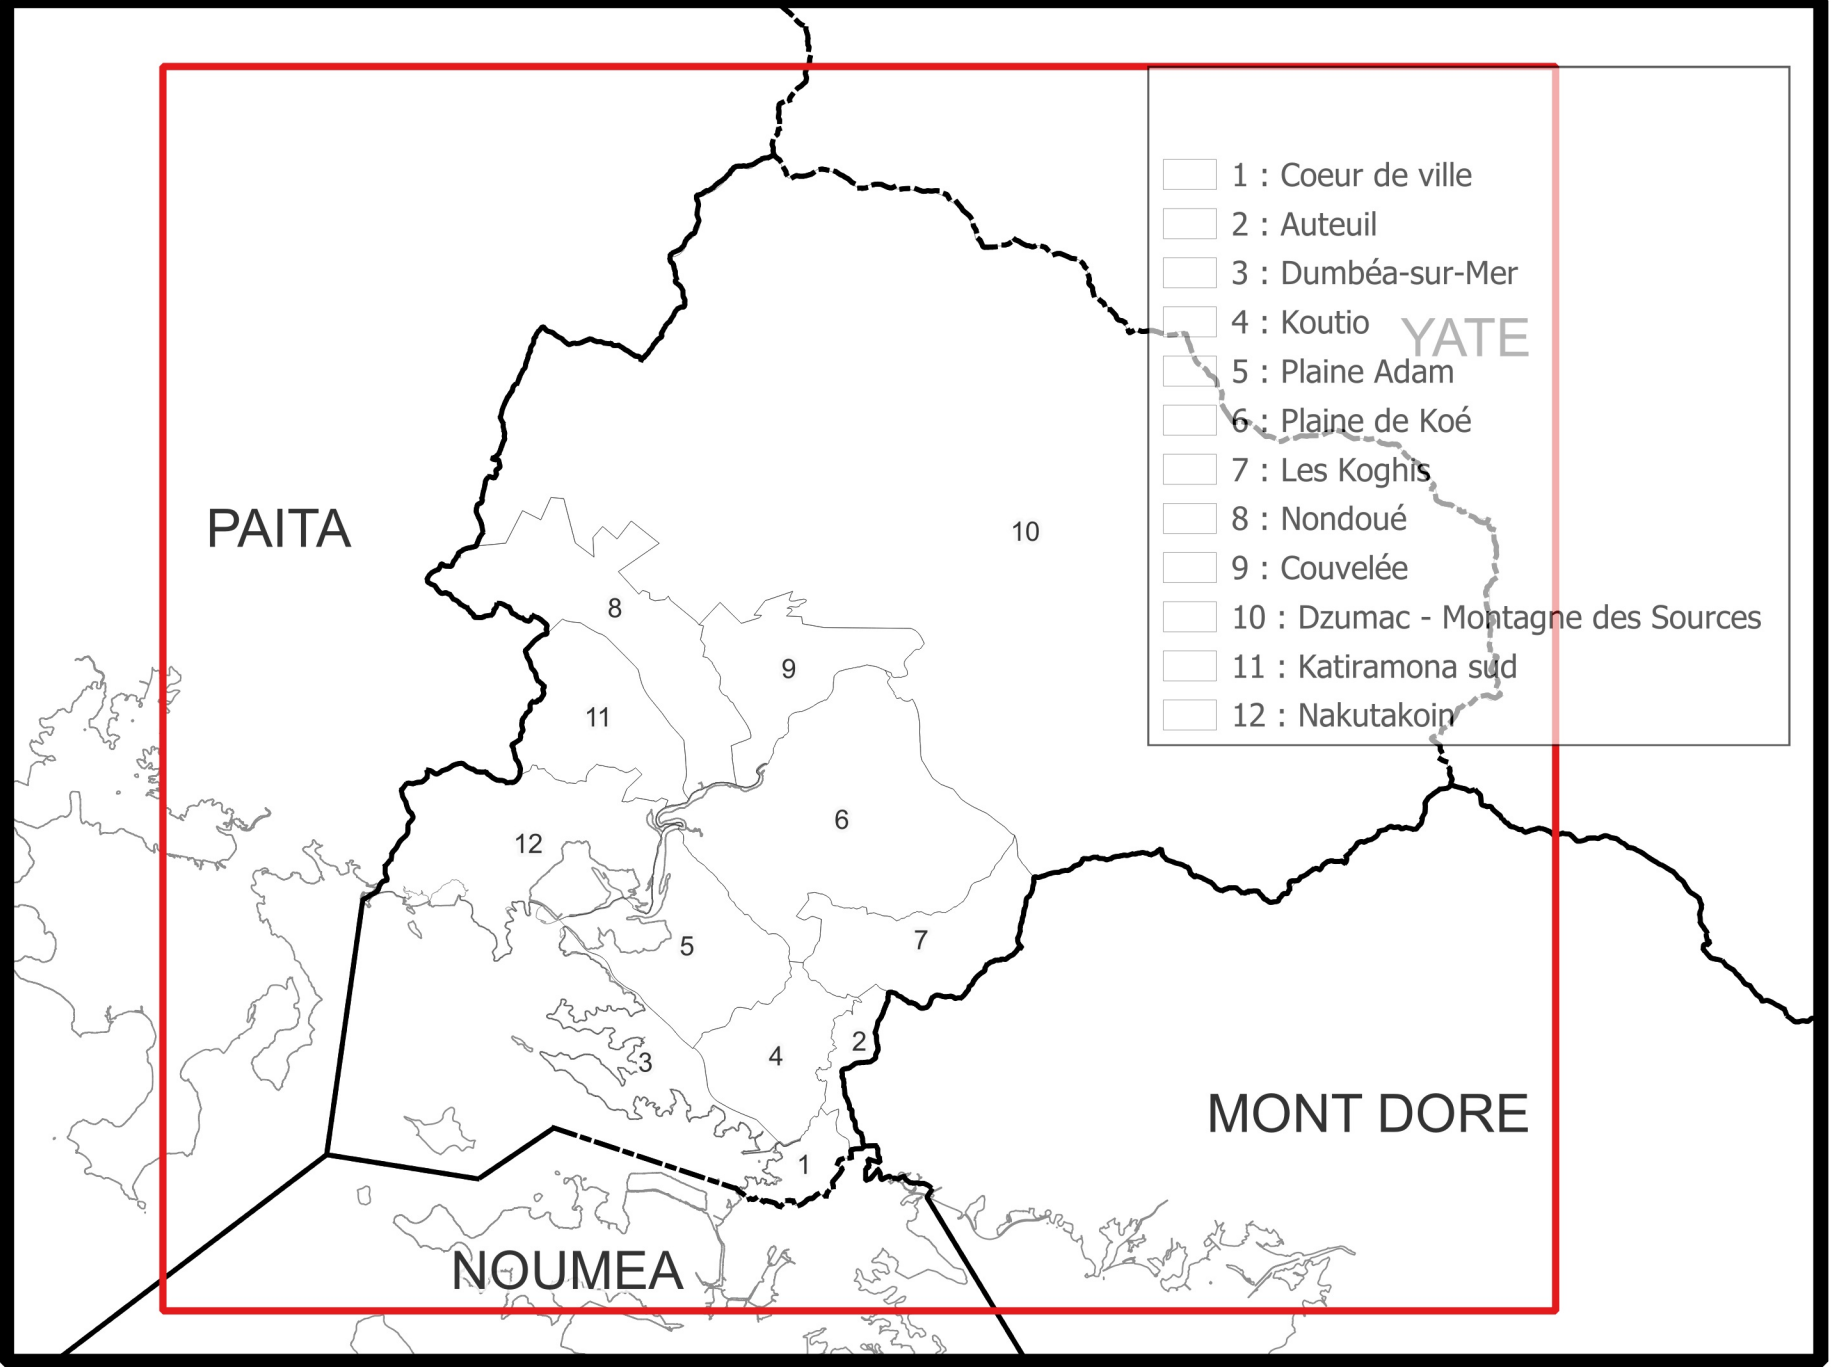 1 : Coeur de ville
2 : Auteuil
3 : Dumbéa-sur-Mer
4 : Koutio
YATE
5 : Plaine Adam
6 : Plaine de Koé
7 : Les Koghis
8 : Nondoué
9 : Couvelée
10 : Dzumac - Montagne des Sources
11 : Katiramona sud
12 : Nakutakoin
PAITA
10
8
9
11
6
12
7
5
2
4
3
MONT DORE
1
NOUMEA